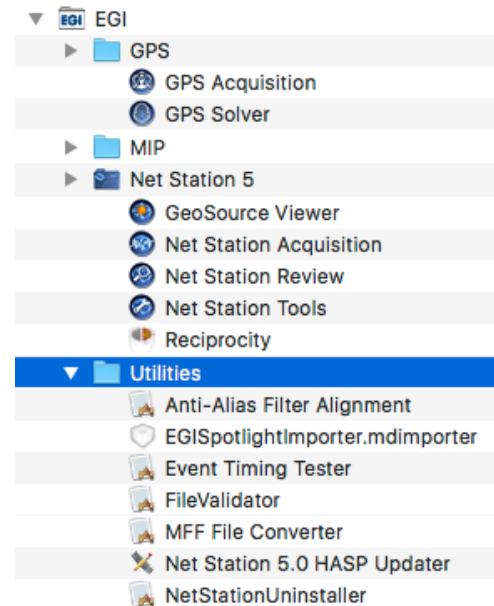 EGI EGI
GPS
GPS Acquisition
GPS Solver
MIP
Net Station 5
GeoSource Viewer
Net Station Acquisition
Net Station Review
Net Station Tools
Reciprocity
Utilities
Anti-Alias Filter Alignment
EGISpotlightImporter.mdimporter
Event Timing Tester
FileValidator
MFF File Converter
Net Station 5.0 HASP Updater
NetStationUninstaller